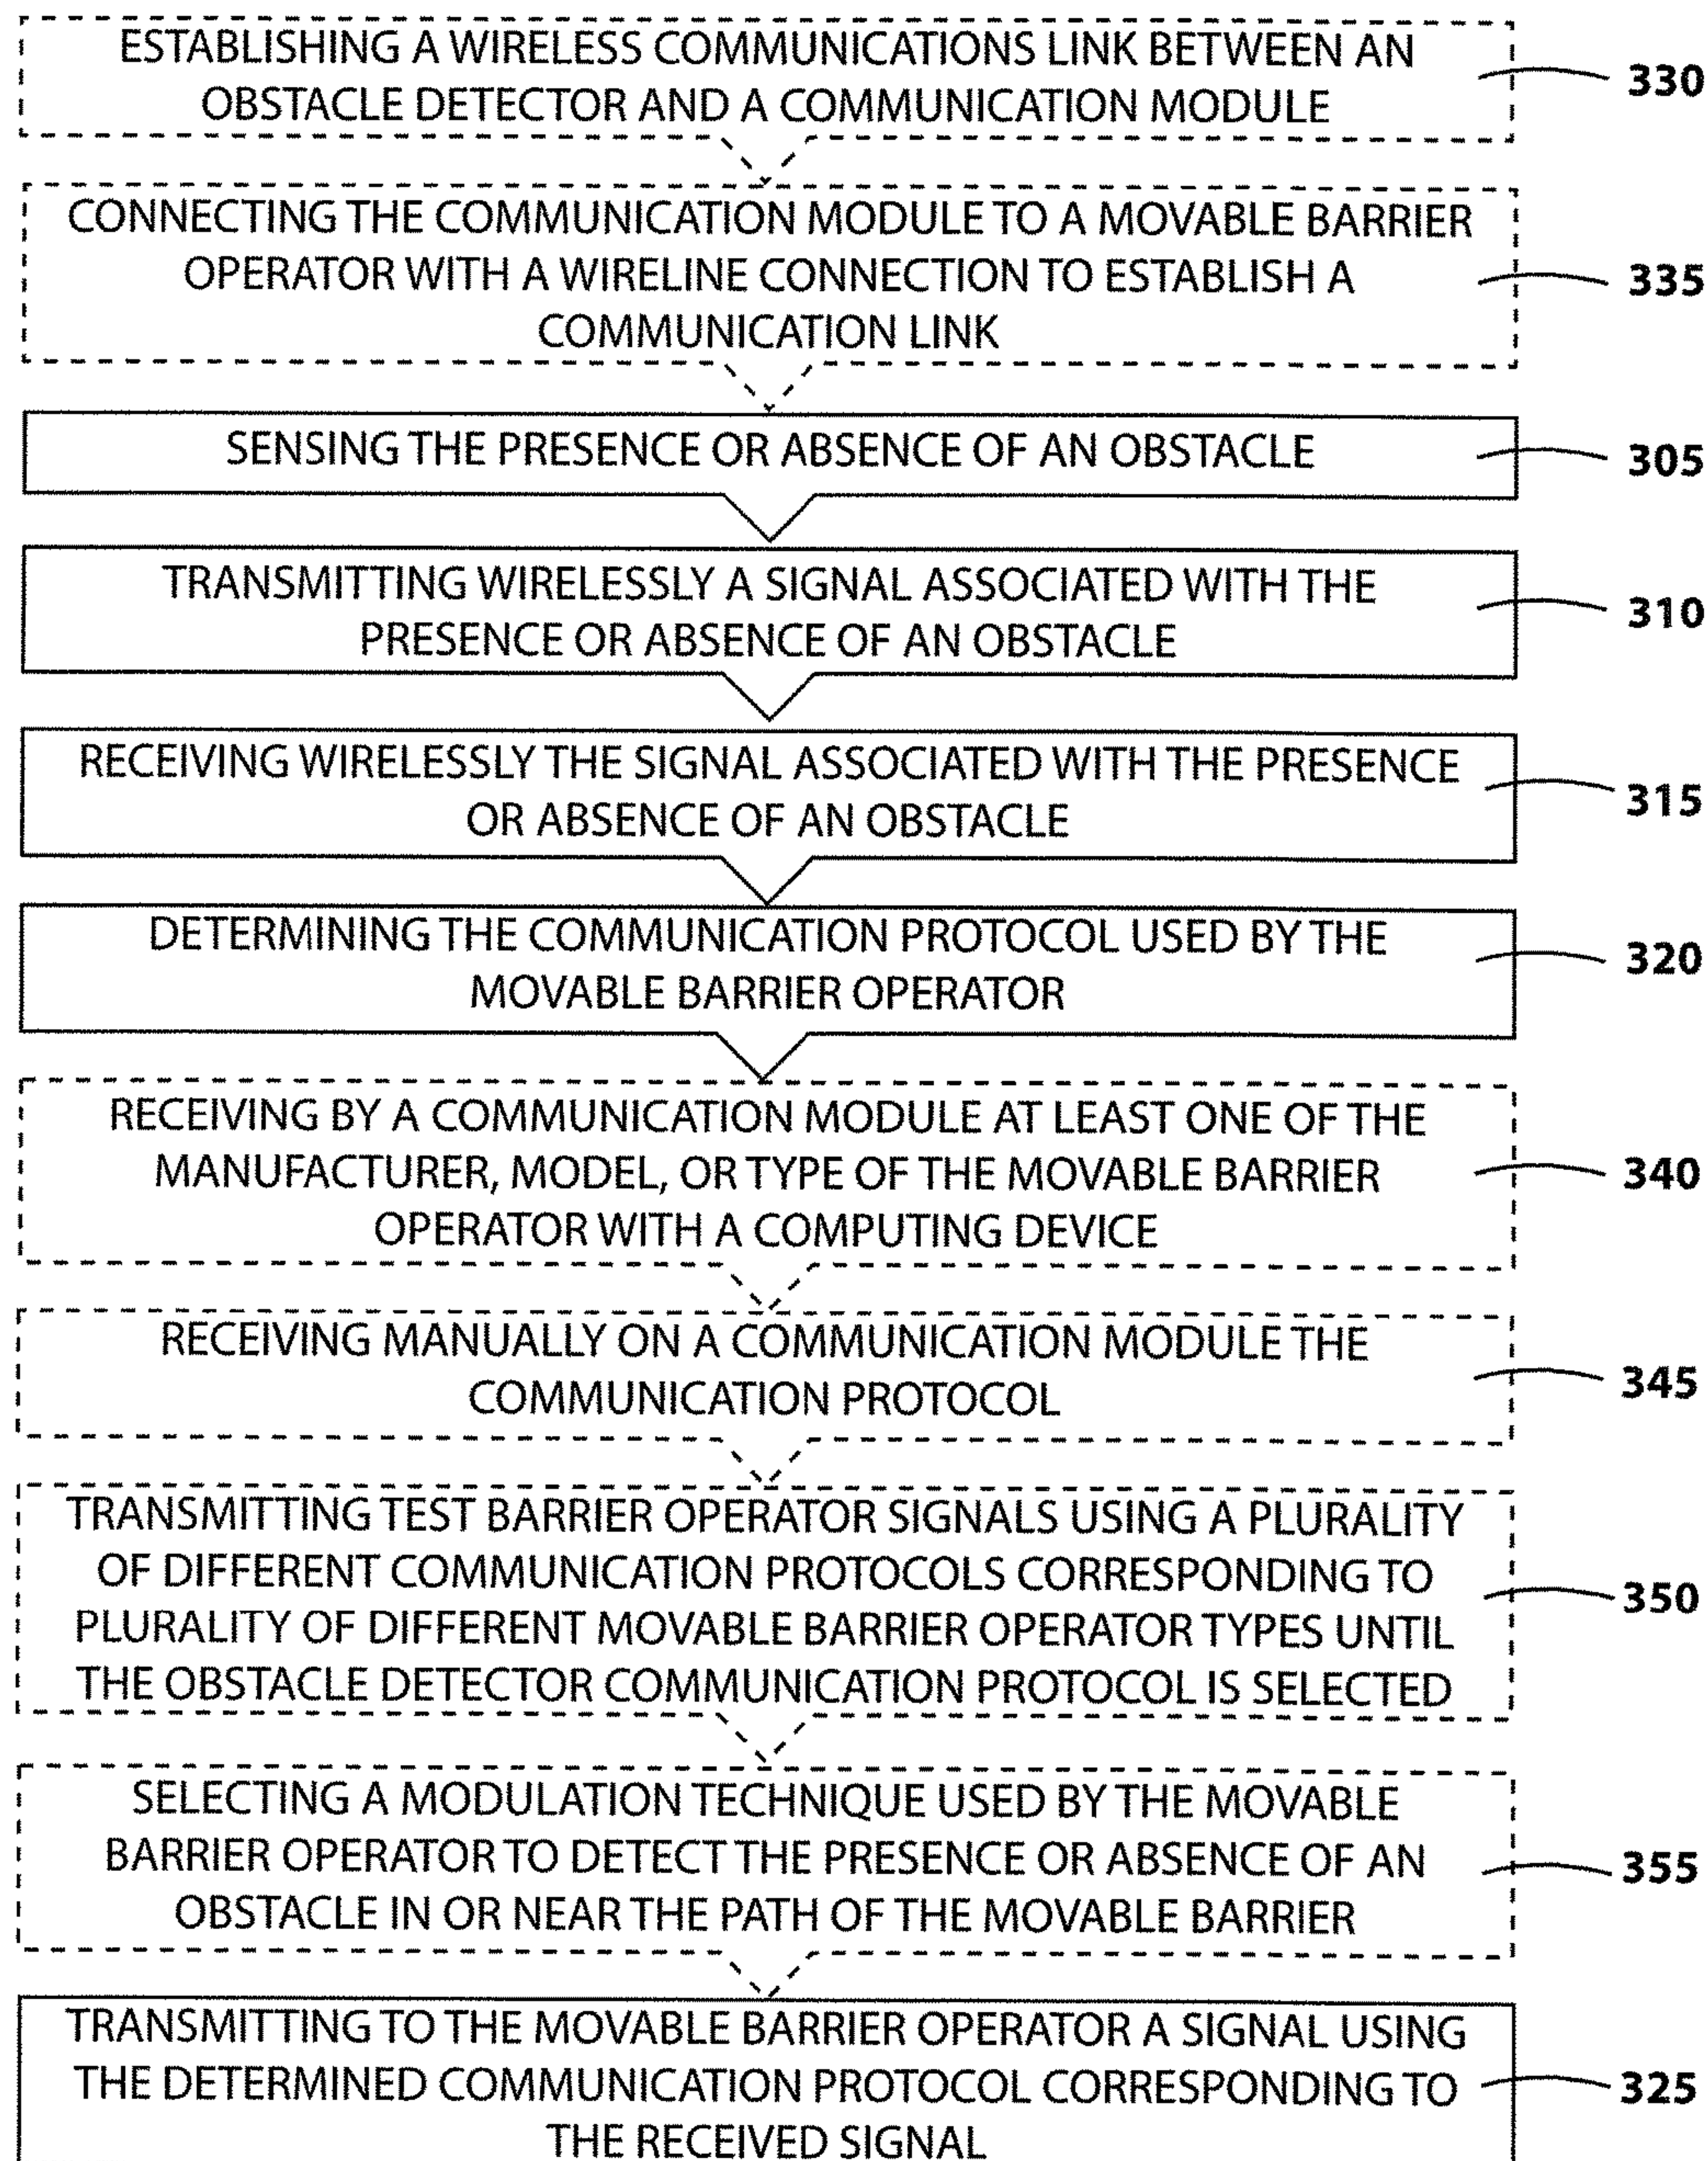 ESTABLISHING A WIRELESS COMMUNICATIONS LINK BETWEEN AN
OBSTACLE DETECTOR AND A COMMUNICATION MODULE
330
CONNECTING THE COMMUNICATION MODULE TO A MOVABLE BARRIER
OPERATOR WITH A WIRELINE CONNECTION TO ESTABLISH A
COMMUNICATION LINK
335
SENSING THE PRESENCE OR ABSENCE OF AN OBSTACLE
305
TRANSMITTING WIRELESSLY A SIGNAL ASSOCIATED WITH THE
PRESENCE OR ABSENCE OF AN OBSTACLE
310
RECEIVING WIRELESSLY THE SIGNAL ASSOCIATED WITH THE PRESENCE
OR ABSENCE OF AN OBSTACLE
315
DETERMINING THE COMMUNICATION PROTOCOL USED BY THE
MOVABLE BARRIER OPERATOR
320
RECEIVING BY A COMMUNICATION MODULE AT LEAST ONE OF THE
MANUFACTURER, MODEL, OR TYPE OF THE MOVABLE BARRIER
OPERATOR WITH A COMPUTING DEVICE
340
RECEIVING MANUALLY ON A COMMUNICATION MODULE THE
COMMUNICATION PROTOCOL
345
TRANSMITTING TEST BARRIER OPERATOR SIGNALS USING A PLURALITY
OF DIFFERENT COMMUNICATION PROTOCOLS CORRESPONDING TO
PLURALITY OF DIFFERENT MOVABLE BARRIER OPERATOR TYPES UNTIL
THE OBSTACLE DETECTOR COMMUNICATION PROTOCOL IS SELECTED
350
SELECTING A MODULATION TECHNIQUE USED BY THE MOVABLE
BARRIER OPERATOR TO DETECT THE PRESENCE OR ABSENCE OF AN
OBSTACLE IN OR NEAR THE PATH OF THE MOVABLE BARRIER
355
TRANSMITTING TO THE MOVABLE BARRIER OPERATOR A SIGNAL USING
THE DETERMINED COMMUNICATION PROTOCOL CORRESPONDING TO
THE RECEIVED SIGNAL
325